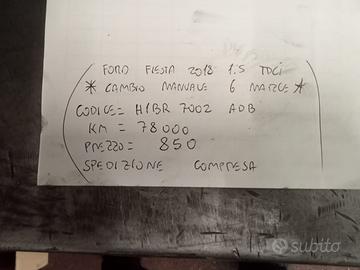 FORD FIESTA 2018 1.5 TDCI
* CAMBIO MANUALE 6 MARCE *
CODICE= H1BR 7002 ADB
KM = 78000
PREZZO= 850
SPEDIZIONE COMPRESA
subito